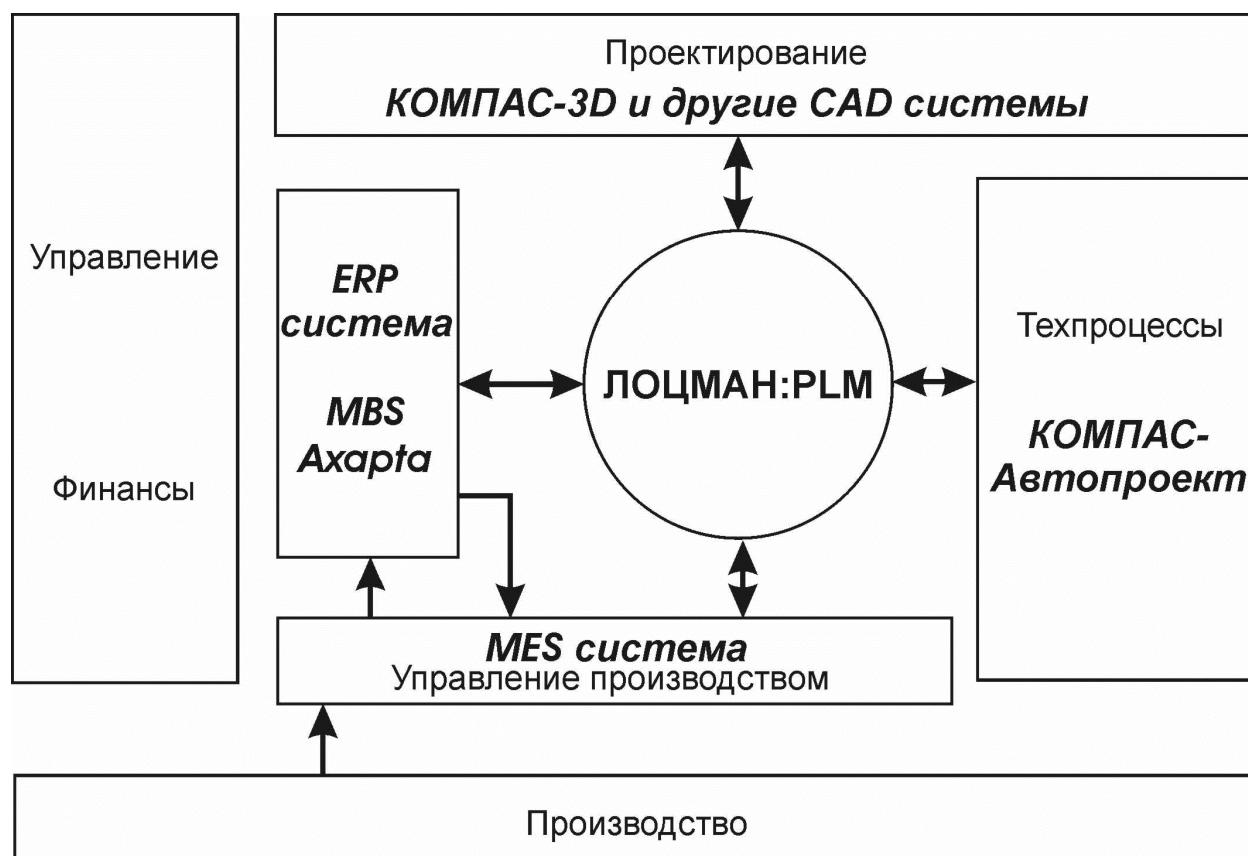 Проектирование
КОМПАС-3D и другие CAD системы
Управление
Финансы
ERP
система
MBS
Axapta
ЛОЦМАН:PLM
Техпроцессы
КОМПАС-
Автопроект
MES система
Управление производством
Производство